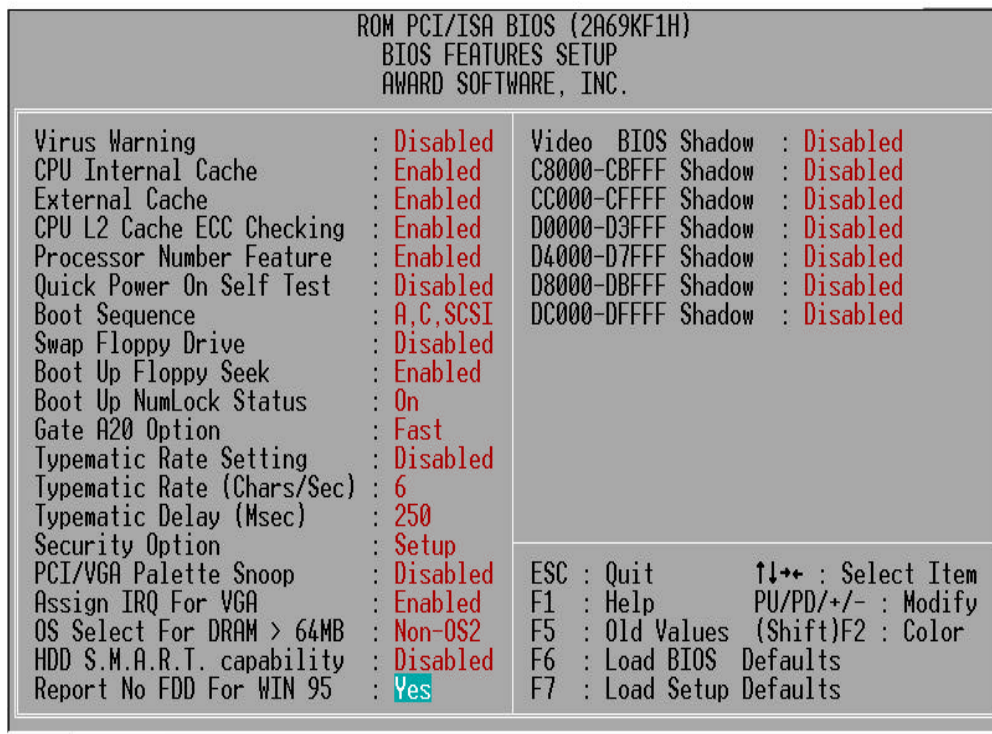 ROM PCI/ISA BIOS (2A69KF1H)
BIOS FEATURES SETUP
AWARD SOFTWARE, INC.
Virus Warning : Disabled
CPU Internal Cache : Enabled
External Cache : Enabled
CPU L2 Cache ECC Checking : Enabled
Processor Number Feature : Enabled
Quick Power On Self Test : Disabled
Boot Sequence : A,C,SCSI
Swap Floppy Drive : Disabled
Boot Up Floppy Seek : Enabled
Boot Up NumLock Status : On
Gate A20 Option : Fast
Typematic Rate Setting : Disabled
Typematic Rate (Chars/Sec) : 6
Typematic Delay (Msec) : 250
Security Option : Setup
PCI/VGA Palette Snoop : Disabled
Assign IRQ For VGA : Enabled
OS Select For DRAM > 64MB : Non-OS2
HDD S.M.A.R.T. capability : Disabled
Report No FDD For WIN 95 : Yes
Video BIOS Shadow : Disabled
C8000-CBFFF Shadow : Disabled
CC000-CFFFF Shadow : Disabled
D0000-D3FFF Shadow : Disabled
D4000-D7FFF Shadow : Disabled
D8000-DBFFF Shadow : Disabled
DC000-DFFFF Shadow : Disabled
ESC : Quit ↑↓→← : Select Item
F1 : Help PU/PD/+/- : Modify
F5 : Old Values (Shift)F2 : Color
F6 : Load BIOS Defaults
F7 : Load Setup Defaults